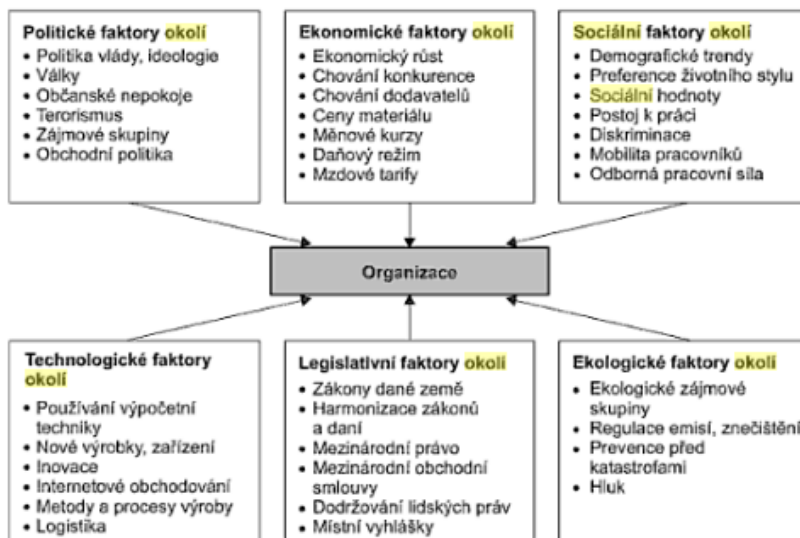 Politické faktory okolí
• Politika vlády, ideologie
• Války
• Občanské nepokoje
• Terorismus
• Zájmové skupiny
• Obchodní politika
Ekonomické faktory okolí
• Ekonomický růst
• Chování konkurence
• Chování dodavatelů
• Ceny materiálu
• Měnové kurzy
• Daňový režim
• Mzdové tarify
Sociální faktory okolí
• Demografické trendy
• Preference životního stylu
• Sociální hodnoty
• Postoj k práci
• Diskriminace
• Mobilita pracovníků
• Odborná pracovní síla
Organizace
Technologické faktory
okolí
• Používání výpočetní
techniky
• Nové výrobky, zařízení
• Inovace
• Internetové obchodování
• Metody a procesy výroby
• Logistika
Legislativní faktory okolí
• Zákony dané země
• Harmonizace zákonů
a daní
• Mezinárodní právo
• Mezinárodní obchodní
smlouvy
• Dodržování lidských práv
• Místní vyhlášky
Ekologické faktory okolí
• Ekologické zájmové
skupiny
• Regulace emisí, znečištění
• Prevence před
katastrofami
• Hluk